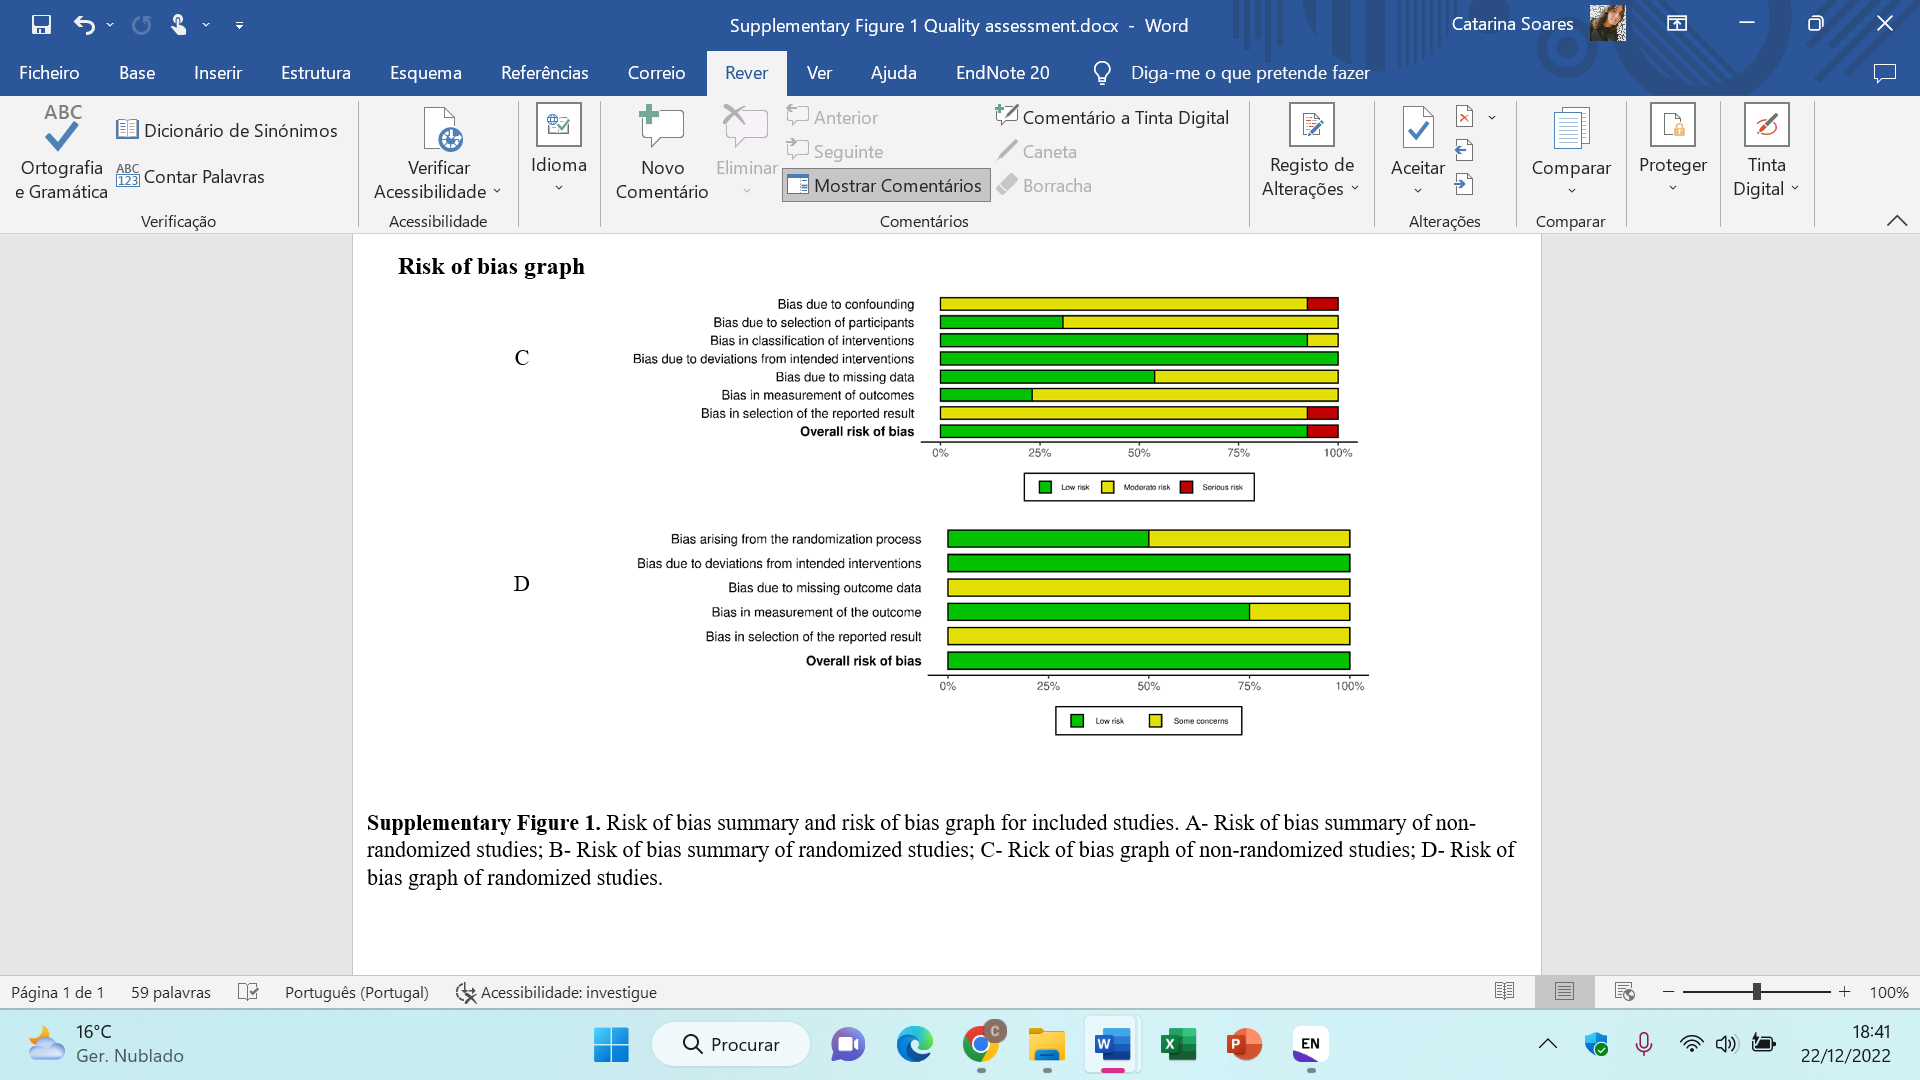 Supplementary Figure 1 Quality assessment.docx - Word
Catarina Soares
Ficheiro Base Inserir Estrutura Esquema Referências Correio Rever Ver Ajuda EndNote 20 Diga-me o que pretende fazer
ABC
Ortografia
e Gramática
Dicionário de Sinónimos
ABC
123
Contar Palavras
Verificação
Verificar
Acessibilidade
Acessibilidade
Idioma
Novo
Comentário
Eliminar
Anterior
Seguinte
Mostrar Comentários
Comentário a Tinta Digital
Caneta
Borracha
Comentários
Registo de
Alterações
Aceitar
Alterações
Comparar
Comparar
Proteger
Tinta
Digital
Risk of bias graph
C
Bias due to confounding
Bias due to selection of participants
Bias in classification of interventions
Bias due to deviations from intended interventions
Bias due to missing data
Bias in measurement of outcomes
Bias in selection of the reported result
Overall risk of bias
0% 25% 50% 75% 100%
Low risk Moderate risk Serious risk
D
Bias arising from the randomization process
Bias due to deviations from intended interventions
Bias due to missing outcome data
Bias in measurement of the outcome
Bias in selection of the reported result
Overall risk of bias
0% 25% 50% 75% 100%
Low risk Some concerns
Supplementary Figure 1. Risk of bias summary and risk of bias graph for included studies. A- Risk of bias summary of non-
randomized studies; B- Risk of bias summary of randomized studies; C- Rick of bias graph of non-randomized studies; D- Risk of
bias graph of randomized studies.
Página 1 de 1 59 palavras Português (Portugal) Acessibilidade: investigue 100%
16°C
Ger. Nublado
Procurar
C
W
X
P
EN
18:41
22/12/2022